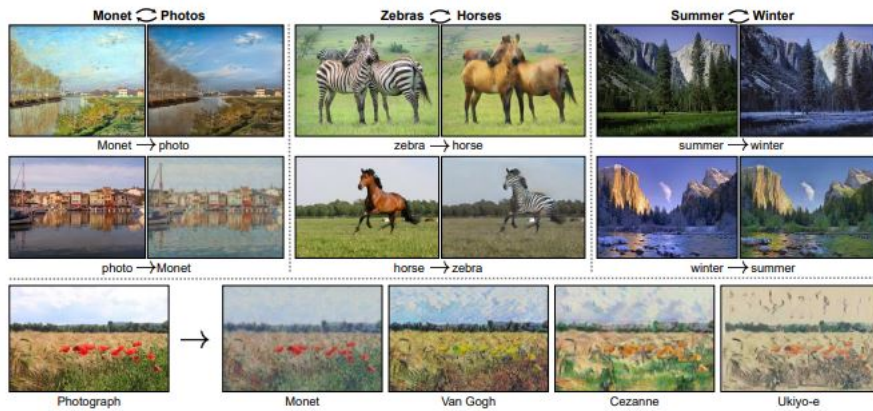 Monet Photos
Zebras Horses
Summer Winter
Monet → photo
zebra → horse
summer → winter
photo → Monet
horse → zebra
winter → summer
Photograph
Monet
Van Gogh
Cezanne
Ukiyo-e